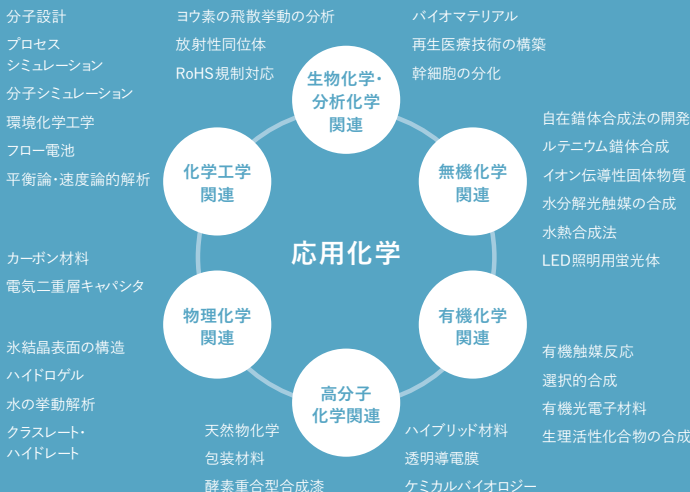 分子設計
プロセス
シミュレーション
分子シミュレーション
環境化学工学
フロー電池
平衡論・速度論的解析
ヨウ素の飛散挙動の分析
放射性同位体
RoHS規制対応
バイオマテリアル
再生医療技術の構築
幹細胞の分化
生物化学・
分析化学
関連
化学工学
関連
無機化学
関連
自在錯体合成法の開発
ルテニウム錯体合成
イオン伝導性固体物質
水分解光触媒の合成
水熱合成法
LED照明用蛍光体
応用化学
カーボン材料
電気二重層キャパシタ
物理化学
関連
有機化学
関連
氷結晶表面の構造
ハイドロゲル
水の挙動解析
クラスレート・
ハイドレート
高分子
化学関連
有機触媒反応
選択的合成
有機光電子材料
生理活性化合物の合成
天然物化学
包装材料
酵素重合型合成漆
ハイブリッド材料
透明導電膜
ケミカルバイオロジー